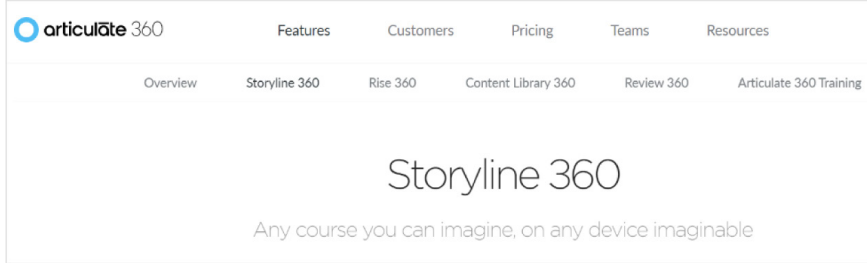 articulāte 360
Features Customers Pricing Teams Resources
Overview Storyline 360 Rise 360 Content Library 360 Review 360 Articulate 360 Training
Storyline 360
Any course you can imagine, on any device imaginable